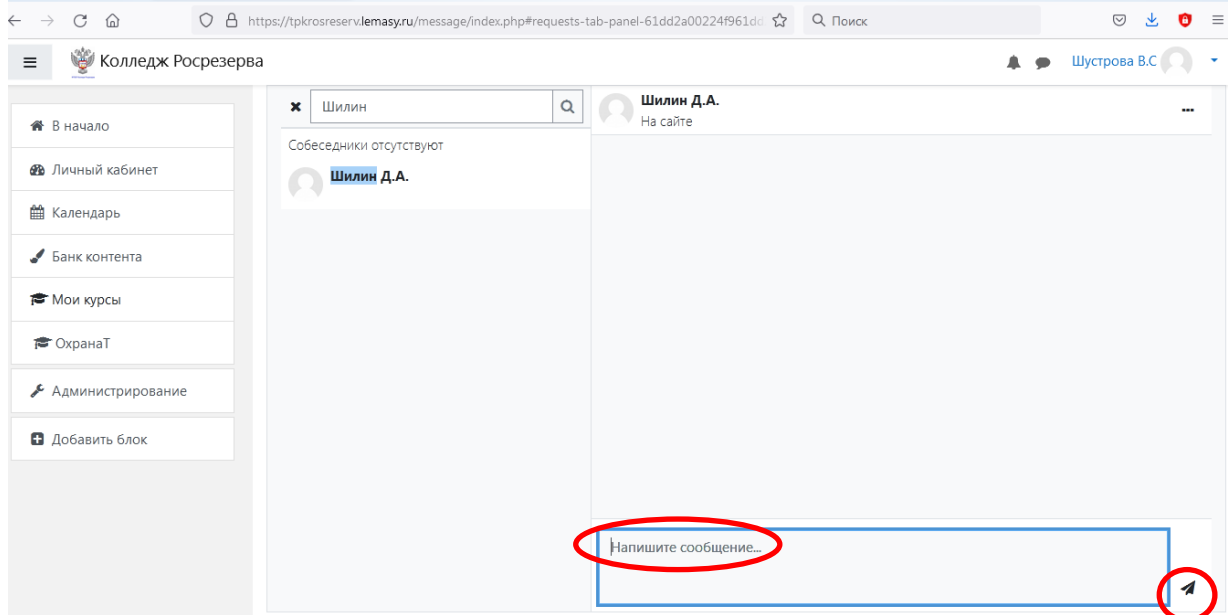 https://tpkrosreserv.lemasy.ru/message/index.php#requests-tab-panel-61dd2a00224f961dd
Поиск
Колледж Росрезерва
Шустрова В.С
В начало
Личный кабинет
Календарь
Банк контента
Мои курсы
ОхранаТ
Администрирование
Добавить блок
Шилин
Собеседники отсутствуют
Шилин Д.А.
Шилин Д.А.
На сайте
Напишите сообщение...